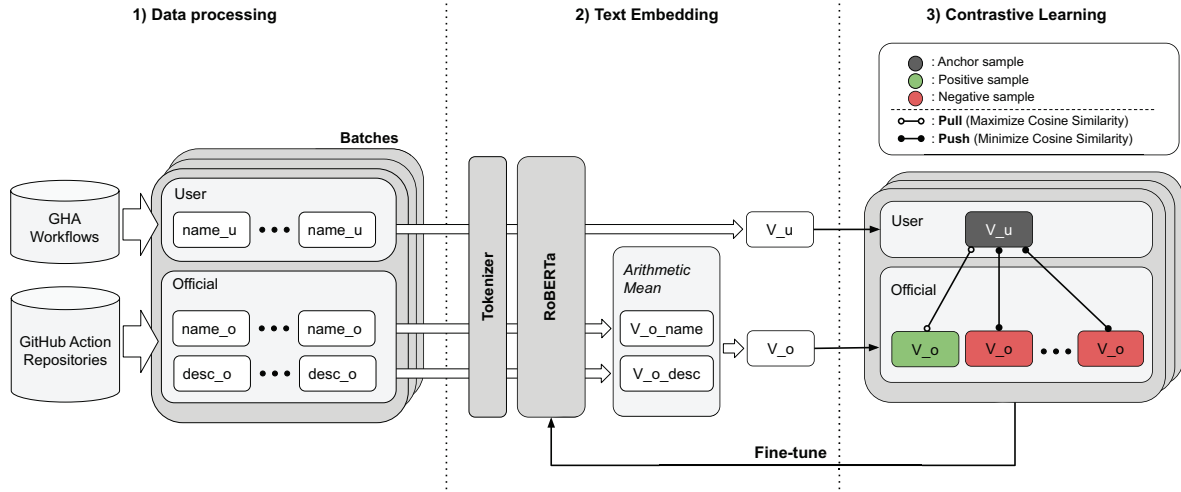 1) Data processing
2) Text Embedding
3) Contrastive Learning
: Anchor sample
: Positive sample
: Negative sample
: Pull (Maximize Cosine Similarity)
: Push (Minimize Cosine Similarity)
Batches
GHA
Workflows
GitHub Action
Repositories
User
name_u
name_u
Official
name_o
name_o
desc_o
desc_o
Tokenizer
RoBERTa
Arithmetic
Mean
V_o_name
V_o_desc
V_u
V_o
User
V_u
Official
V_o
V_o
V_o
Fine-tune